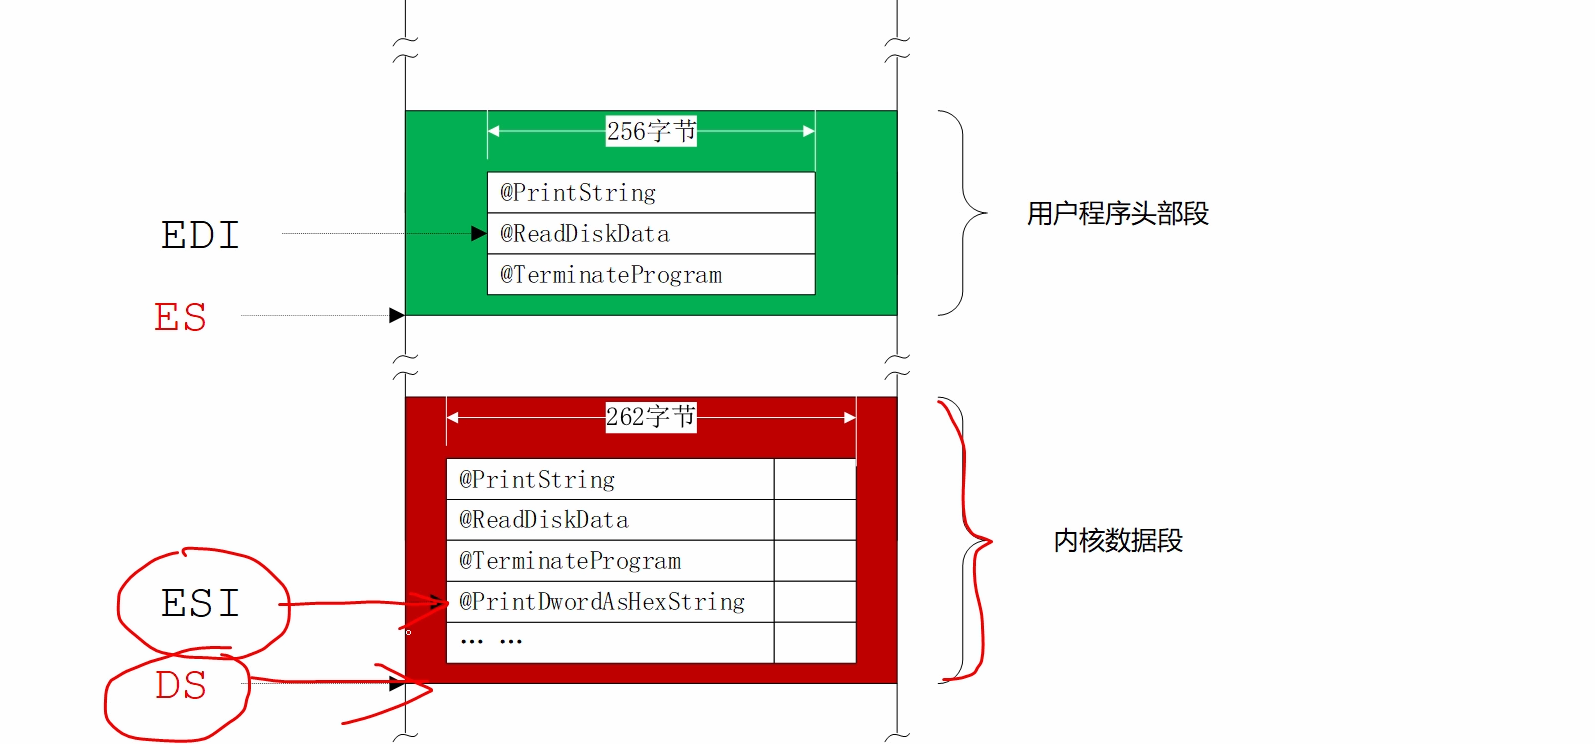 256字节
@PrintString
EDI
@ReadDiskData
用户程序头部段
@TerminateProgram
ES
262字节
@PrintString
@ReadDiskData
内核数据段
@TerminateProgram
ESI
@PrintDwordAsHexString
... ...
DS